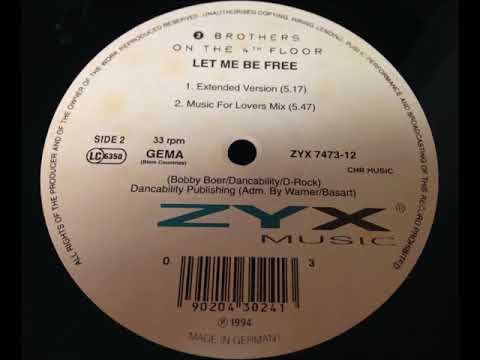 ALL RIGHTS OF THE PRODUCER AND OF THE OWNER OF THE WORK REPRODUCED RESERVED. UNAUTHORISED COPYING, HIRING, LENDING, PUBLIC PERFORMANCE AND BROADCASTING OF THIS RECORD PROHIBITED
2 BROTHERS
ON THE 4TH FLOOR
LET ME BE FREE
1. Extended Version (5.17)
2. Music For Lovers Mix (5.47)
SIDE 2
33 rpm
LC 6350
GEMA
(Biem Countries)
ZYX 7473-12
CHR MUSIC
(Bobby Boer/Dancability/D-Rock)
Dancability Publishing (Adm. By Warner/Basart)
ZYX®
MUSIC
0 3
90204 30241
℗ 1994
MADE IN GERMANY